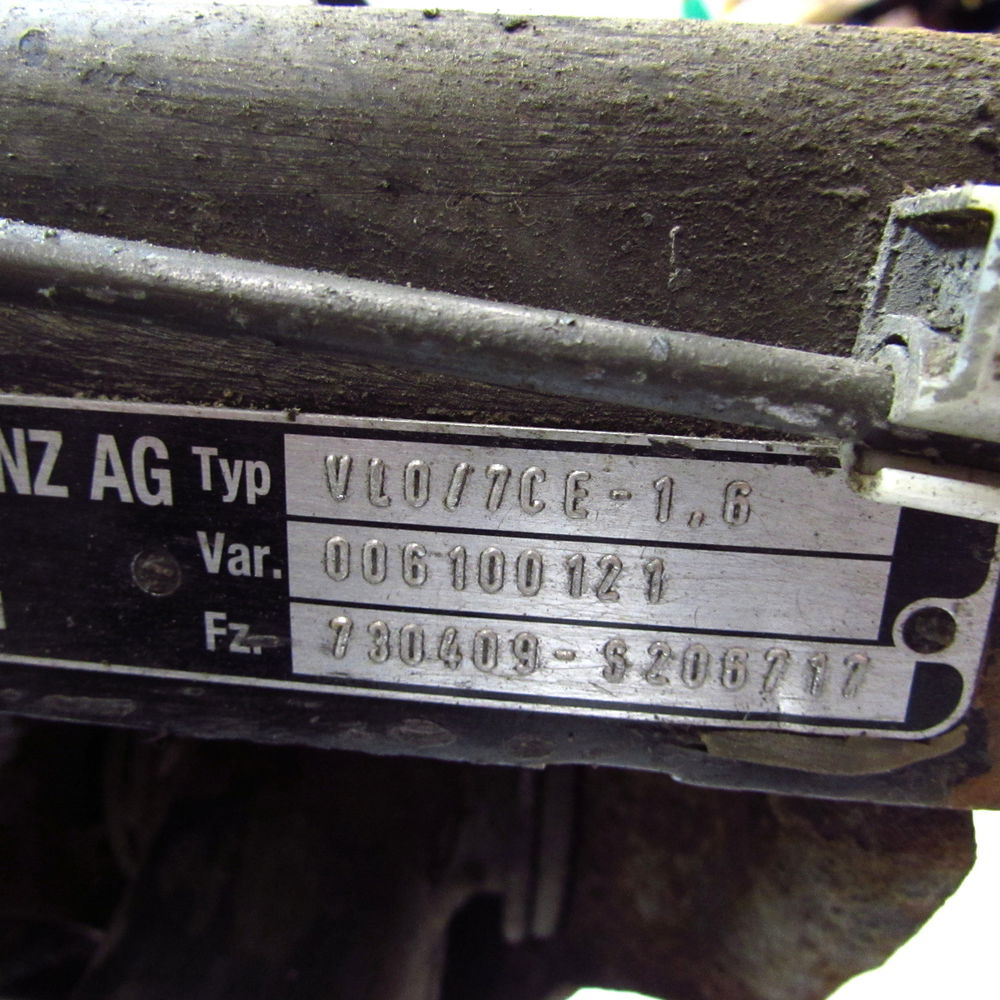 NZ AG Typ VL0/7CE-1,6
Var. 006100121
Fz. 730409-S206717